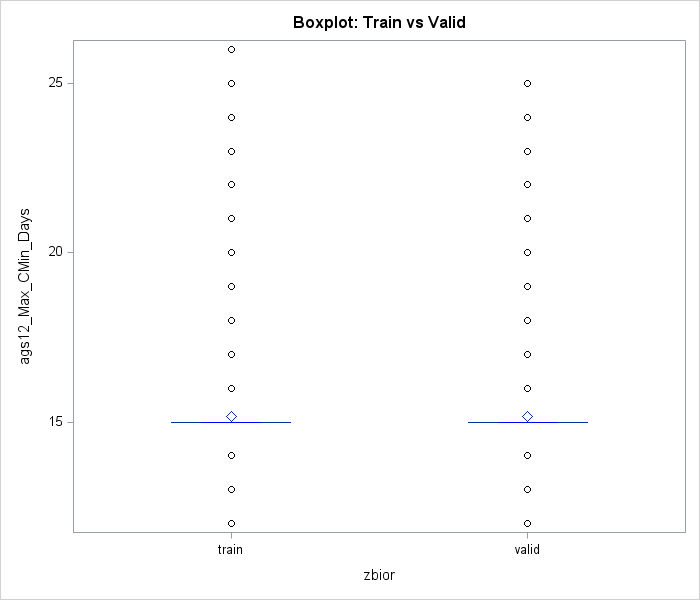 Boxplot: Train vs Valid
25
20
15
ags12_Max_CMin_Days
train
valid
zbior